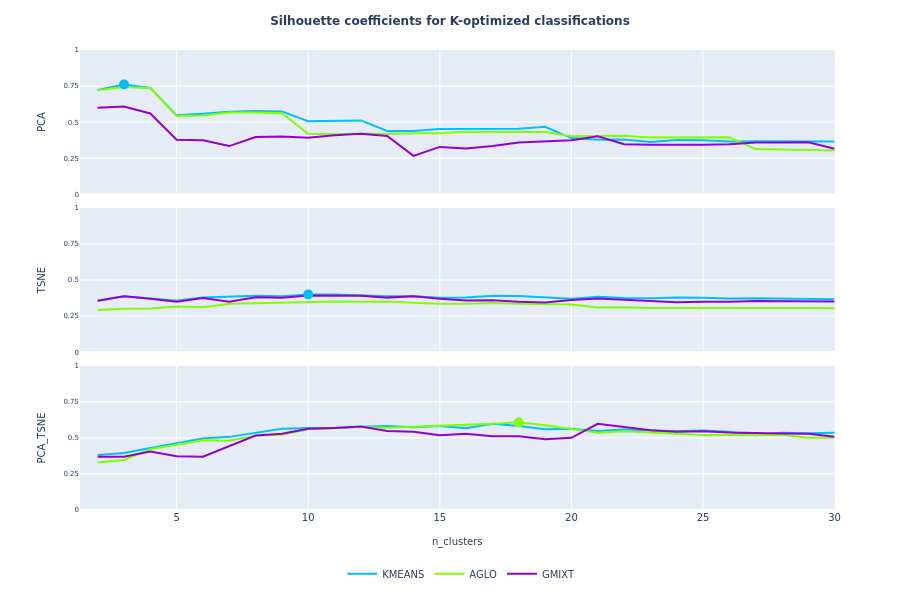 Silhouette coefficients for K-optimized classifications
1
0.75
0.5
0.25
0
PCA
1
0.75
0.5
0.25
0
TSNE
1
0.75
0.5
0.25
0
PCA_TSNE
5 10 15 20 25 30
n_clusters
KMEANS AGLO GMIXT